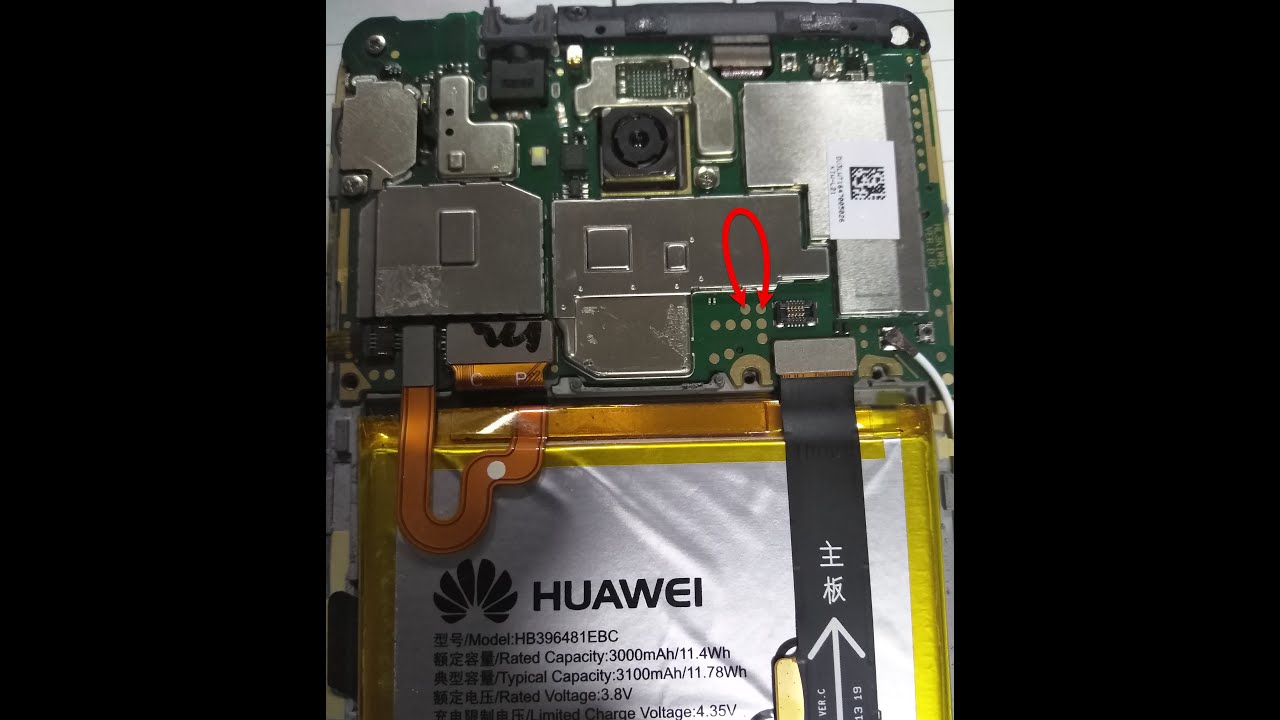 C P
HUAWEI
型号/Model:HB396481EBC
额定容量/Rated Capacity:3000mAh/11.4Wh
典型容量/Typical Capacity:3100mAh/11.78Wh
额定电压/Rated Voltage:3.8V
充电限制电压/Limited Charge Voltage:4.35V
主
板
VER.C
13 19